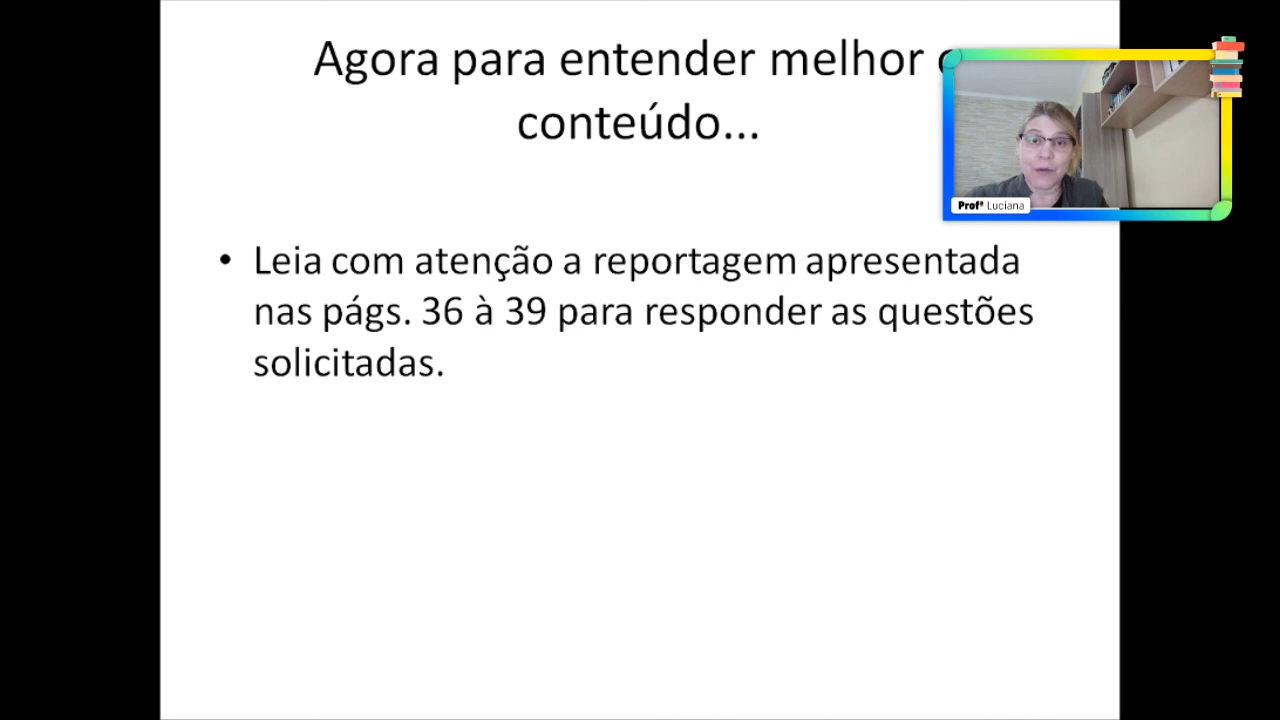 Agora para entender melhor
conteúdo...
Profª Luciana
• Leia com atenção a reportagem apresentada
nas págs. 36 à 39 para responder as questões
solicitadas.